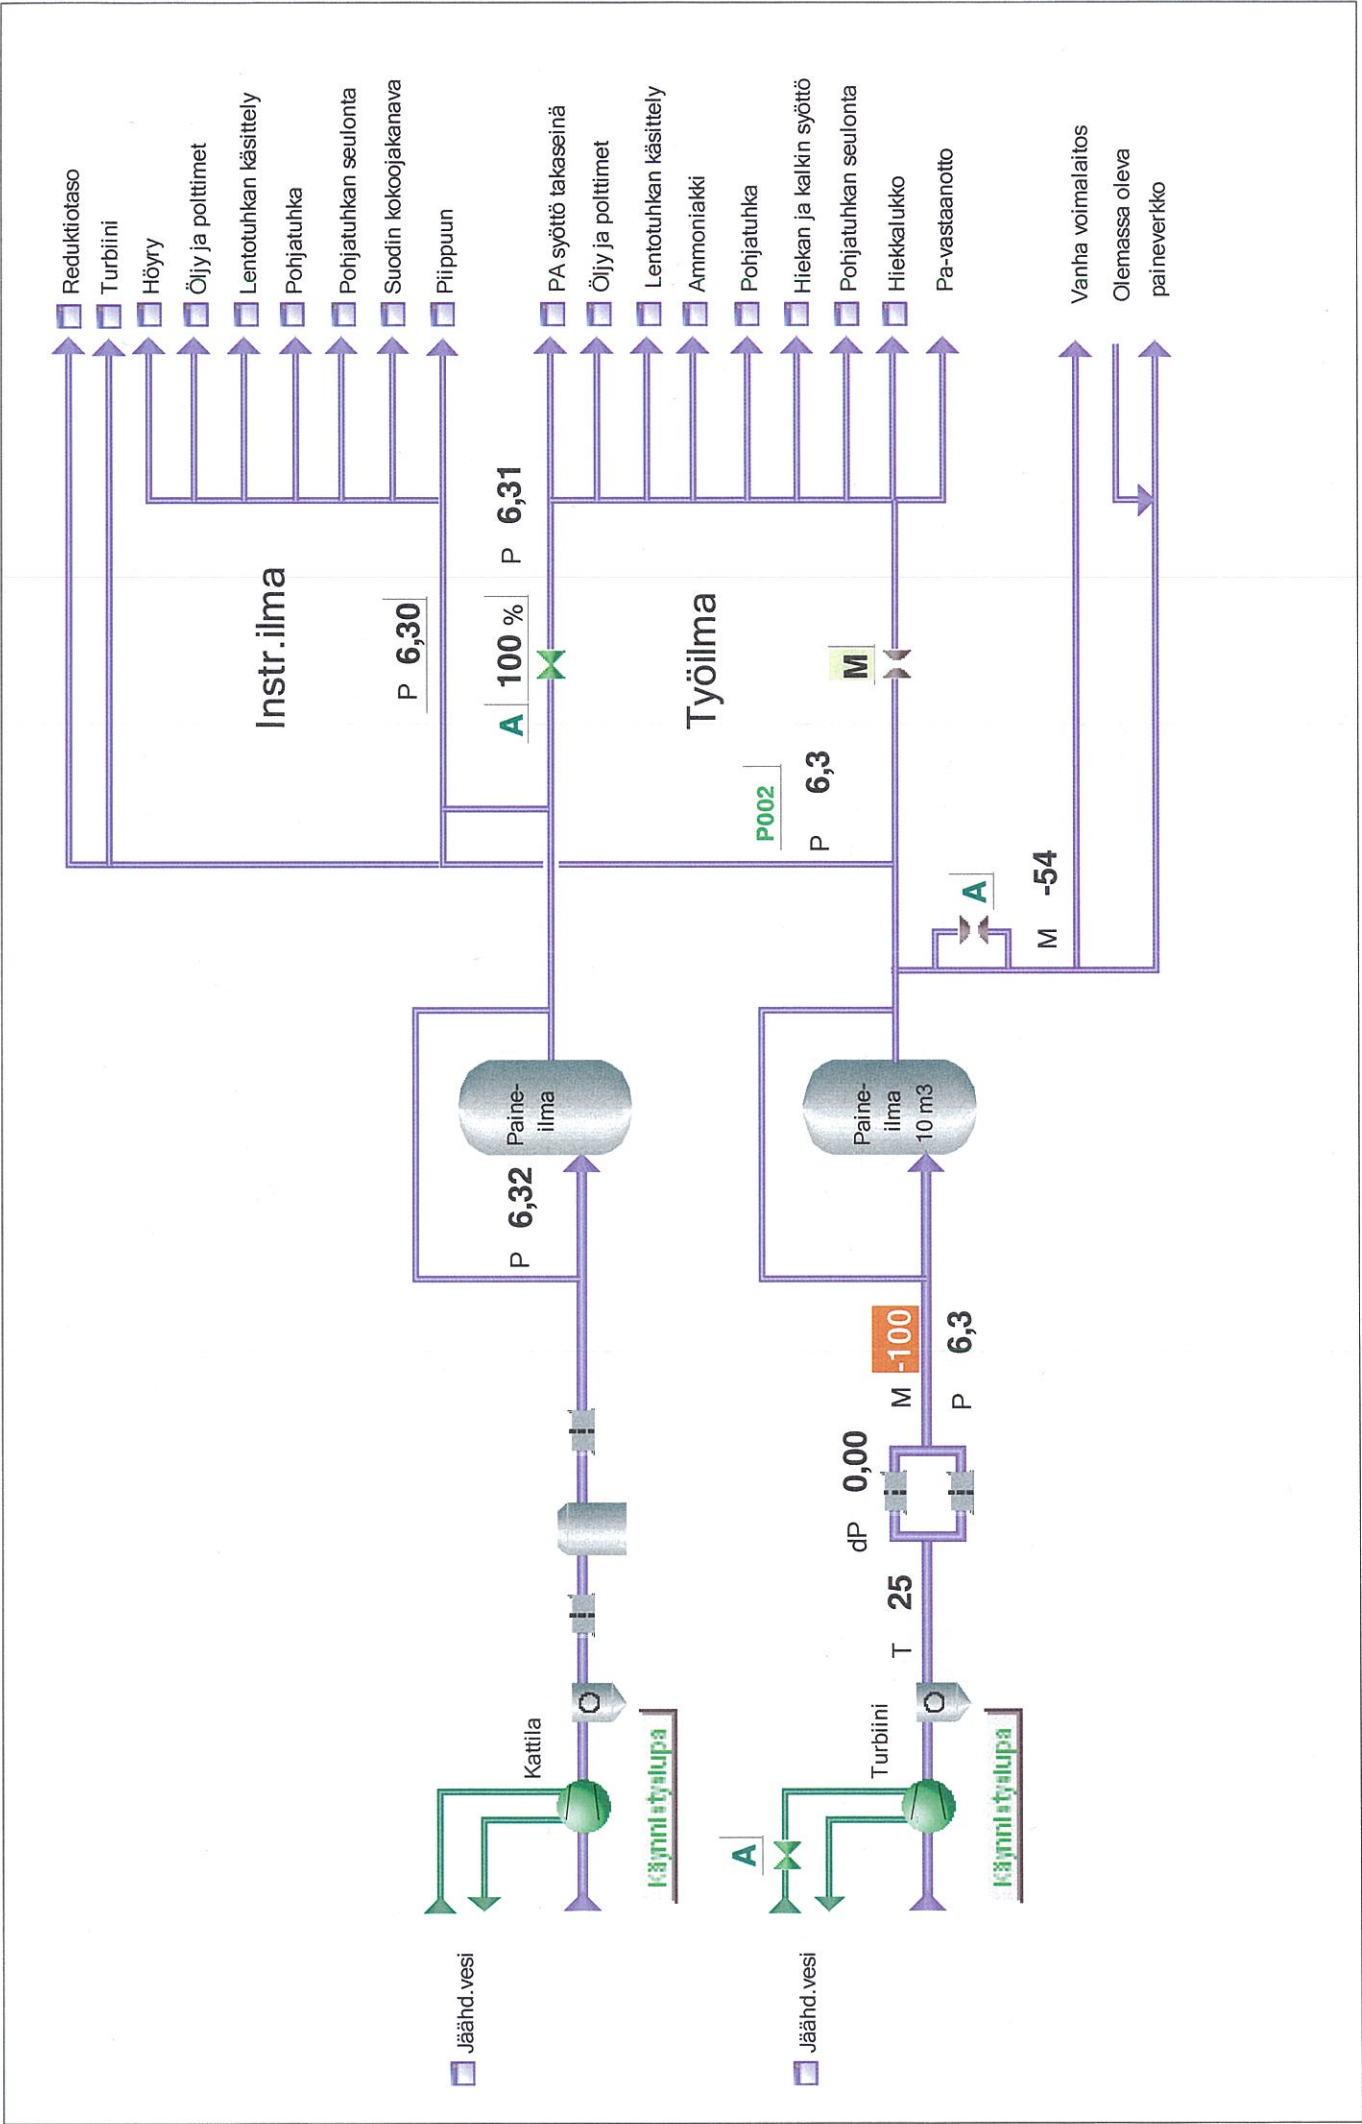 Jäähd.vesi
Kattila
Käynnistyslupa
P 6,32
Paine-
ilma
Jäähd.vesi
A
Turbiini
Käynnistyslupa
T 25
dP 0,00
M -100
P 6,3
Paine-
ilma
10 m3
Instr.ilma
P 6,30
A 100 %
P 6,31
Työilma
P002
P 6,3
M
A
M -54
Reduktiotaso
Turbiini
Höyry
Öljy ja polttimet
Lentotuhkan käsittely
Pohjatuhka
Pohjatuhkan seulonta
Suodin kokoojakanava
Piippuun
PA syöttö takaseinä
Öljy ja polttimet
Lentotuhkan käsittely
Ammoniakki
Pohjatuhka
Hiekan ja kalkin syöttö
Pohjatuhkan seulonta
Hiekkalukko
Pa-vastaanotto
Vanha voimalaitos
Olemassa oleva
paineverkko